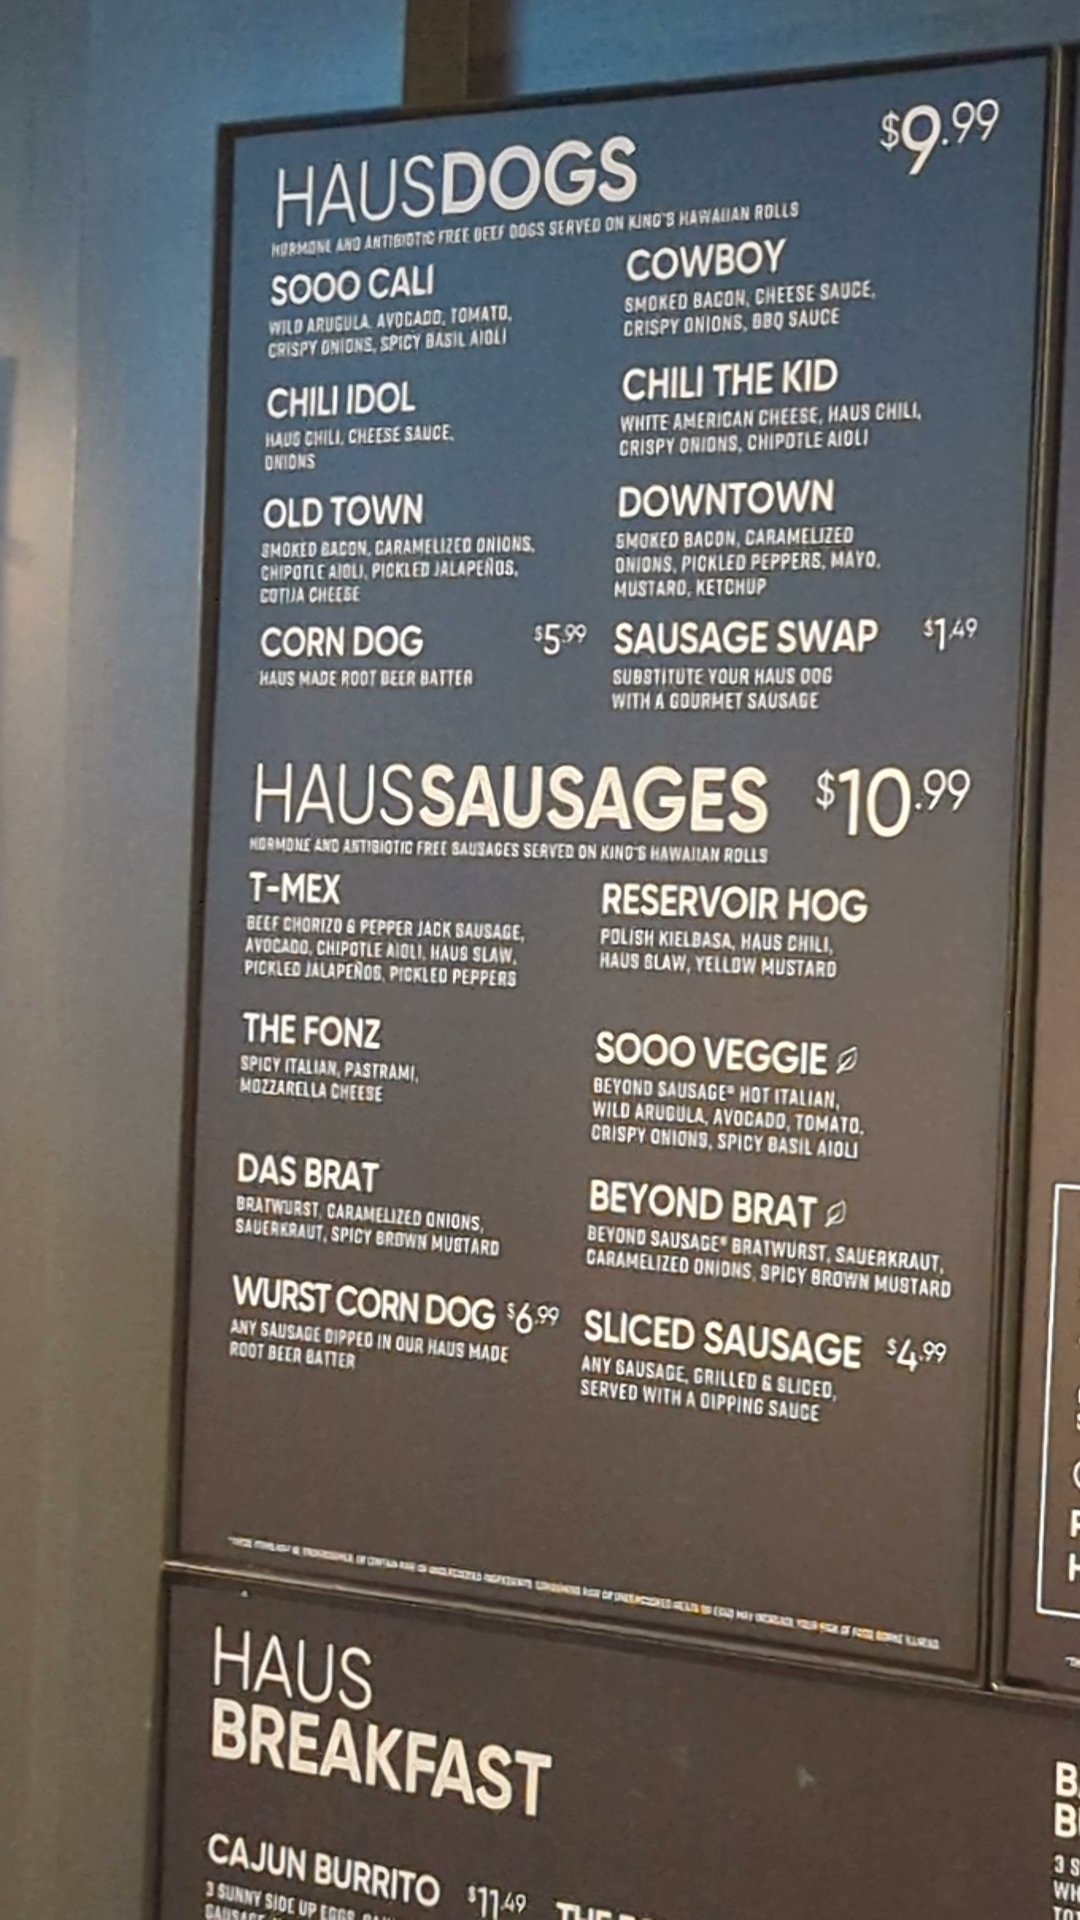 HAUSDOGS $9.99
HORMONE AND ANTIBIOTIC FREE BEEF DOGS SERVED ON KING'S HAWAIIAN ROLLS
SOOO CALI
WILD ARUGULA, AVOCADO, TOMATO,
CRISPY ONIONS, SPICY BASIL AIOLI
COWBOY
SMOKED BACON, CHEESE SAUCE,
CRISPY ONIONS, BBQ SAUCE
CHILI IDOL
HAUS CHILI, CHEESE SAUCE,
ONIONS
CHILI THE KID
WHITE AMERICAN CHEESE, HAUS CHILI,
CRISPY ONIONS, CHIPOTLE AIOLI
OLD TOWN
SMOKED BACON, CARAMELIZED ONIONS,
CHIPOTLE AIOLI, PICKLED JALAPEÑOS,
COTIJA CHEESE
DOWNTOWN
SMOKED BACON, CARAMELIZED
ONIONS, PICKLED PEPPERS, MAYO,
MUSTARD, KETCHUP
CORN DOG $5.99
HAUS MADE ROOT BEER BATTER
SAUSAGE SWAP $1.49
SUBSTITUTE YOUR HAUS DOG
WITH A GOURMET SAUSAGE
HAUSSAUSAGES $10.99
HORMONE AND ANTIBIOTIC FREE SAUSAGES SERVED ON KING'S HAWAIIAN ROLLS
T-MEX
BEEF CHORIZO & PEPPER JACK SAUSAGE,
AVOCADO, CHIPOTLE AIOLI, HAUS SLAW,
PICKLED JALAPEÑOS, PICKLED PEPPERS
RESERVOIR HOG
POLISH KIELBASA, HAUS CHILI,
HAUS SLAW, YELLOW MUSTARD
THE FONZ
SPICY ITALIAN, PASTRAMI,
MOZZARELLA CHEESE
SOOO VEGGIE
BEYOND SAUSAGE® HOT ITALIAN,
WILD ARUGULA, AVOCADO, TOMATO,
CRISPY ONIONS, SPICY BASIL AIOLI
DAS BRAT
BRATWURST, CARAMELIZED ONIONS,
SAUERKRAUT, SPICY BROWN MUSTARD
BEYOND BRAT
BEYOND SAUSAGE® BRATWURST, SAUERKRAUT,
CARAMELIZED ONIONS, SPICY BROWN MUSTARD
WURST CORN DOG $6.99
ANY SAUSAGE DIPPED IN OUR HAUS MADE
ROOT BEER BATTER
SLICED SAUSAGE $4.99
ANY SAUSAGE, GRILLED & SLICED,
SERVED WITH A DIPPING SAUCE
HAUS
BREAKFAST
CAJUN BURRITO $11.49
3 SUNNY SIDE UP EGGS
SAUSAGE
THE
3